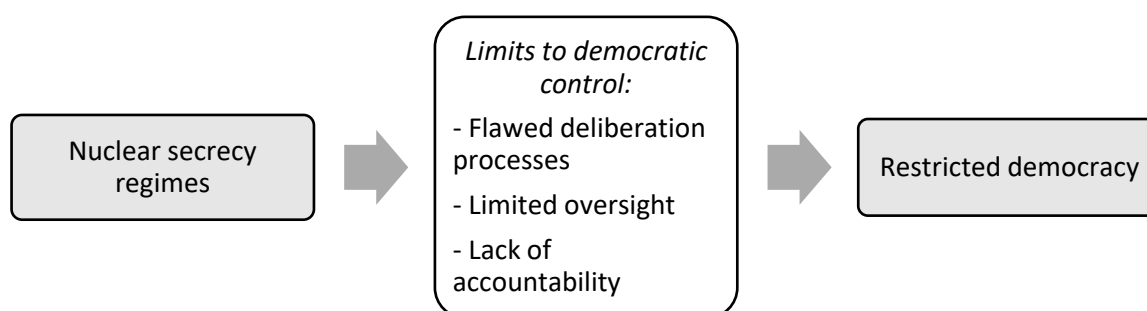 Nuclear secrecy
regimes
Limits to democratic
control:
- Flawed deliberation
processes
- Limited oversight
- Lack of
accountability
Restricted democracy